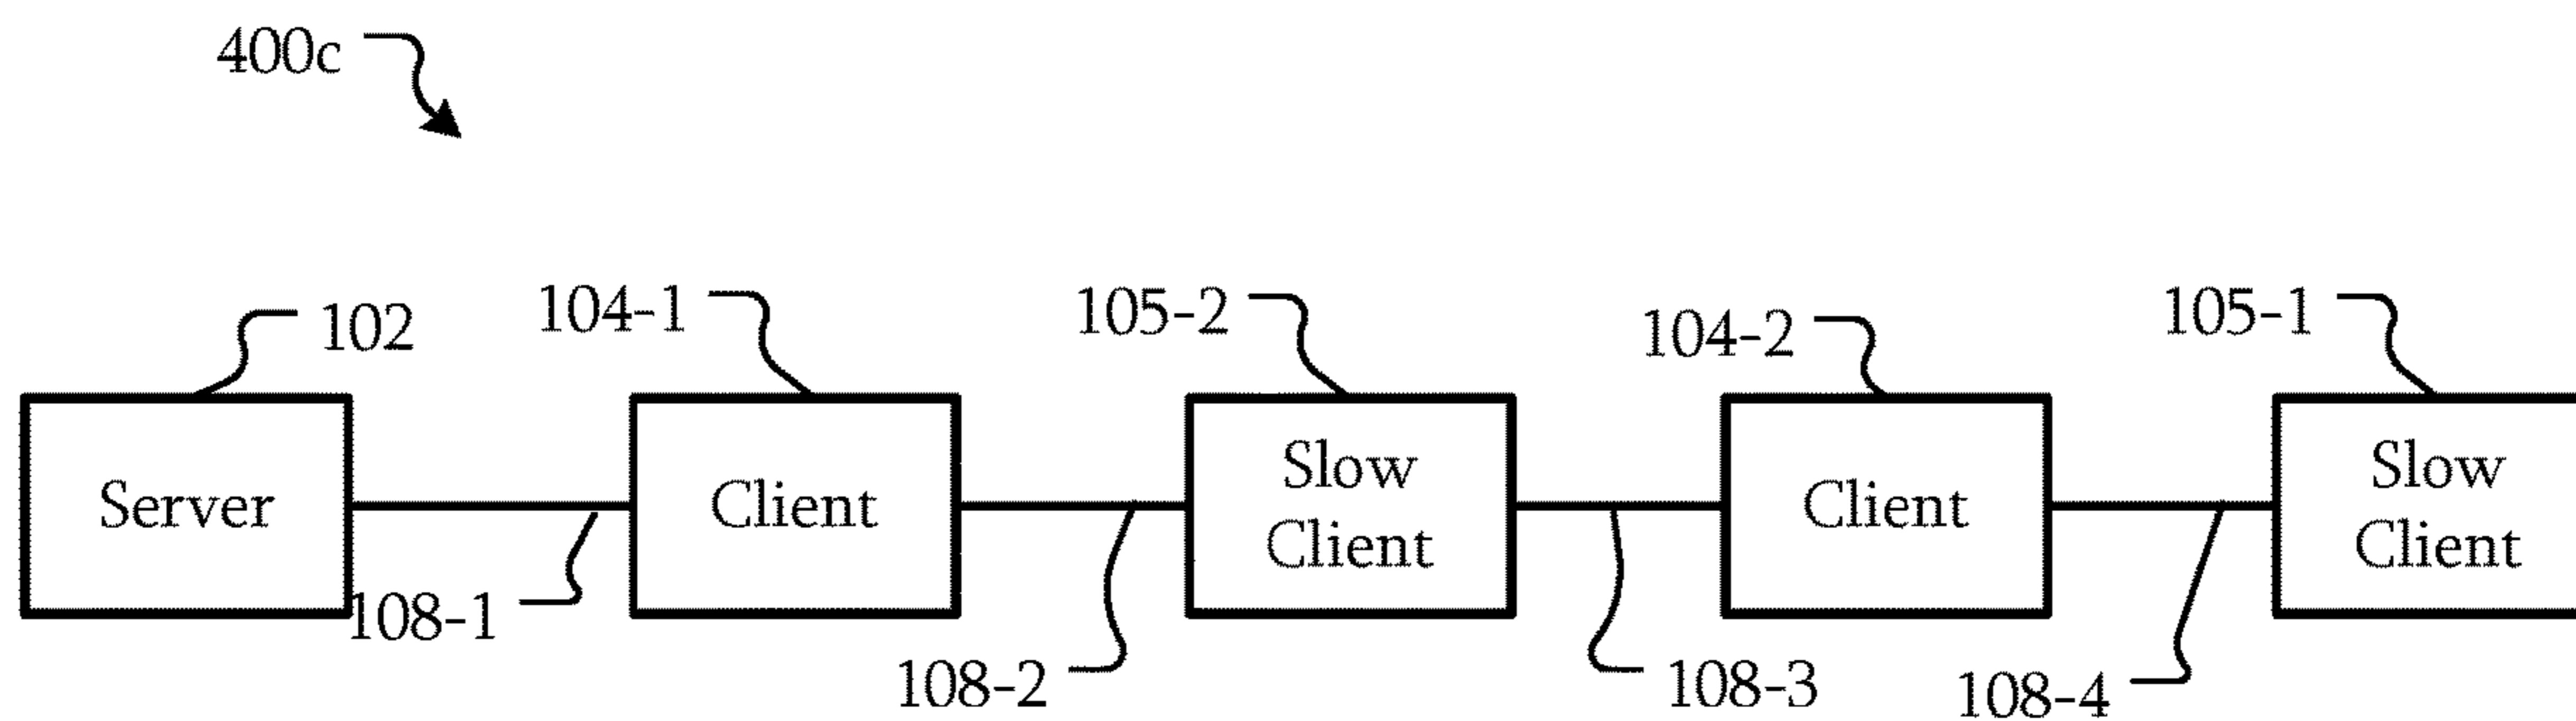 400c
102
104-1
105-2
104-2
105-1
Server
Client
Slow
Client
Client
Slow
Client
108-1
108-2
108-3
108-4